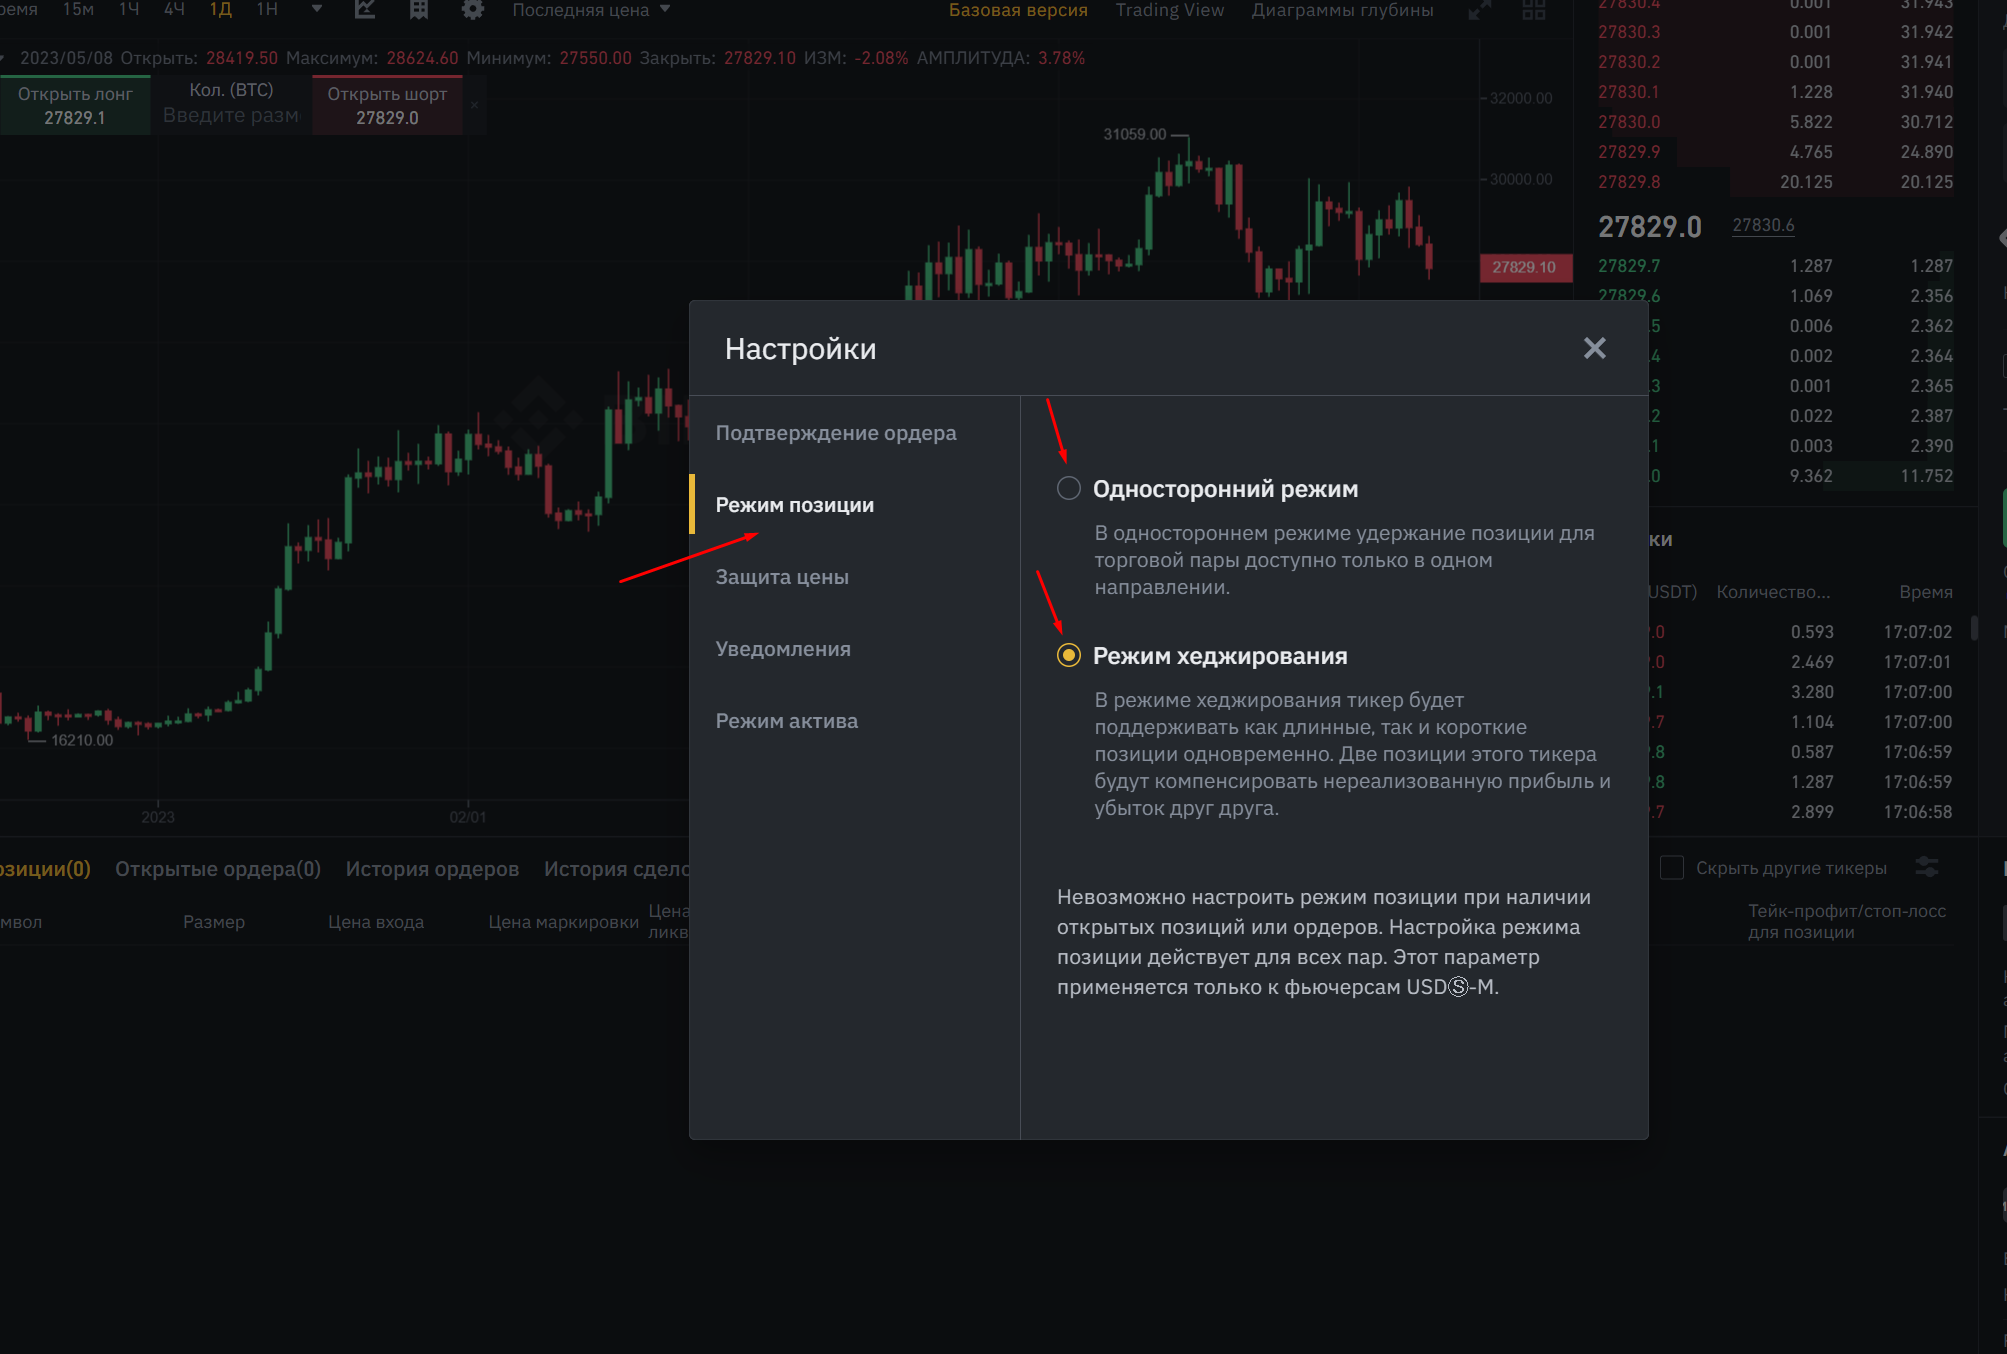 15м 1Ч 4Ч 1Д 1Н Последняя цена Базовая версия Trading View Диаграммы глубины
2023/05/08 Открыть: 28419.50 Максимум: 28624.60 Минимум: 27550.00 Закрыть: 27829.10 ИЗМ: -2.08% АМПЛИТУДА: 3.78%
Открыть лонг
27829.1
Кол. (BTC)
Введите разм
Открыть шорт
27829.0
32000.00
31059.00
30000.00
27829.10
16210.00
2023
02/01
27830.4 0.001 31.943
27830.3 0.001 31.942
27830.2 0.001 31.941
27830.1 1.228 31.940
27830.0 5.822 30.712
27829.9 4.765 24.890
27829.8 20.125 20.125
27829.0 27830.6
27829.7 1.287 1.287
27829.6 1.069 2.356
5 0.006 2.362
.4 0.002 2.364
.3 0.001 2.365
.2 0.022 2.387
.1 0.003 2.390
.0 9.362 11.752
ки
USDT) Количество... Время
.0 0.593 17:07:02
.0 2.469 17:07:01
.1 3.280 17:07:00
.7 1.104 17:07:00
.8 0.587 17:06:59
.8 1.287 17:06:59
.7 2.899 17:06:58
Настройки
Подтверждение ордера
Режим позиции
Защита цены
Уведомления
Режим актива
Односторонний режим
В одностороннем режиме удержание позиции для
торговой пары доступно только в одном
направлении.
Режим хеджирования
В режиме хеджирования тикер будет
поддерживать как длинные, так и короткие
позиции одновременно. Две позиции этого тикера
будут компенсировать нереализованную прибыль и
убыток друг друга.
Невозможно настроить режим позиции при наличии
открытых позиций или ордеров. Настройка режима
позиции действует для всех пар. Этот параметр
применяется только к фьючерсам USDⓈ-M.
озиции(0) Открытые ордера(0) История ордеров История сдело
Скрыть другие тикеры
мвол Размер Цена входа Цена маркировки Цена
ликв
Тейк-профит/стоп-лосс
для позиции